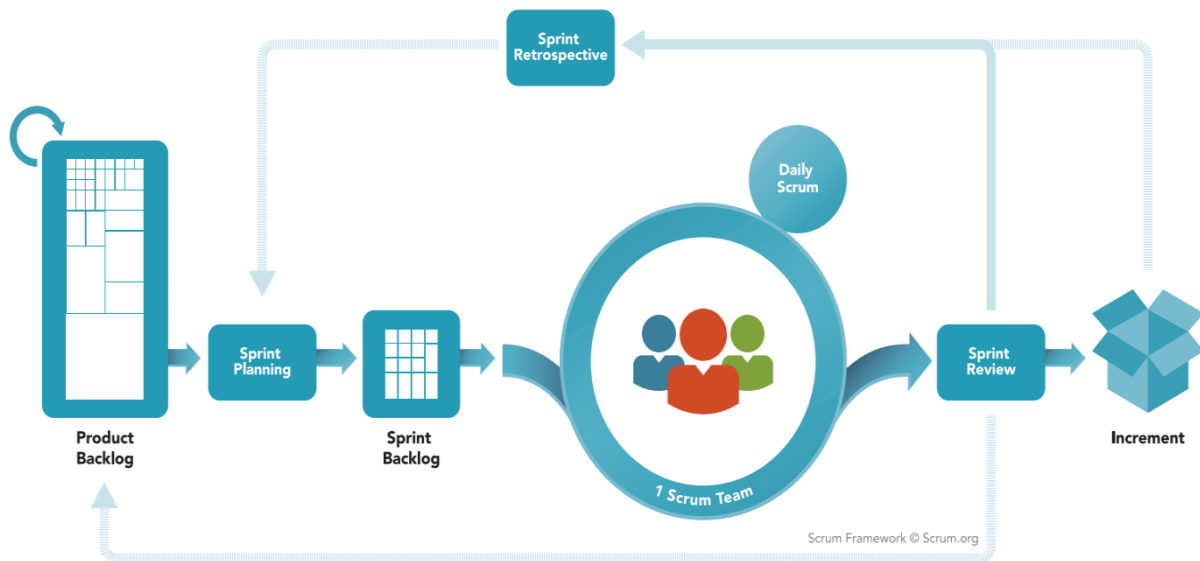 Sprint
Retrospective
Daily
Scrum
Sprint
Planning
Sprint
Review
Product
Backlog
Sprint
Backlog
Increment
1 Scrum Team
Scrum Framework © Scrum.org